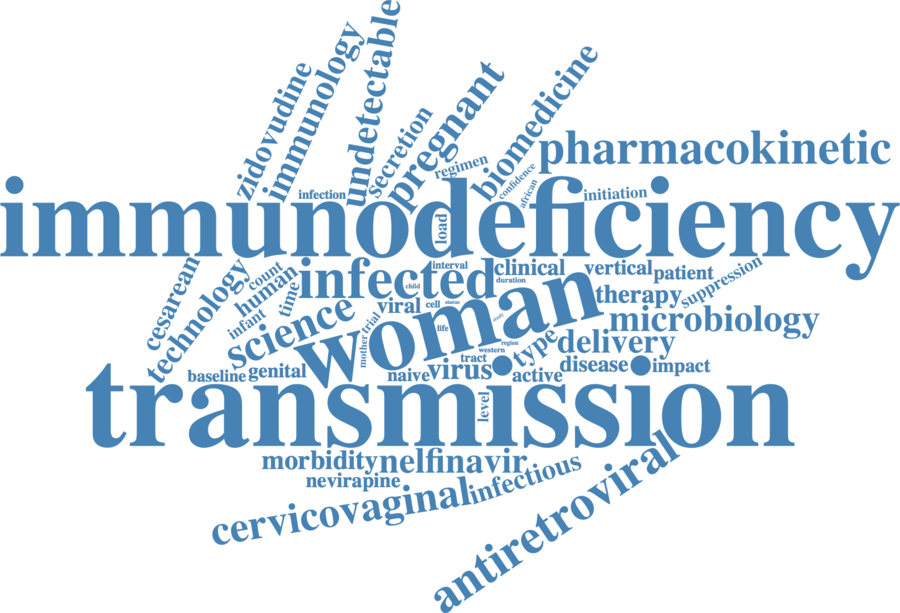 undetectable
immunology
zidovudine
secretion
pregnant
biomedicine
regimen
confidence
african
pharmacokinetic
infection
initiation
immunodeficiency
load
cesarean
technology
count
human
time
infant
infected
interval
child
clinical
duration
vertical
patient
suppression
therapy
science
viral
cell
status
woman
study
microbiology
mother
trial
life
region
western
tract
type
delivery
baseline
genital
naive
virus
active
disease
impact
transmission
level
morbidity
nelfinavir
nevirapine
infectious
cervicovaginal
antiretroviral